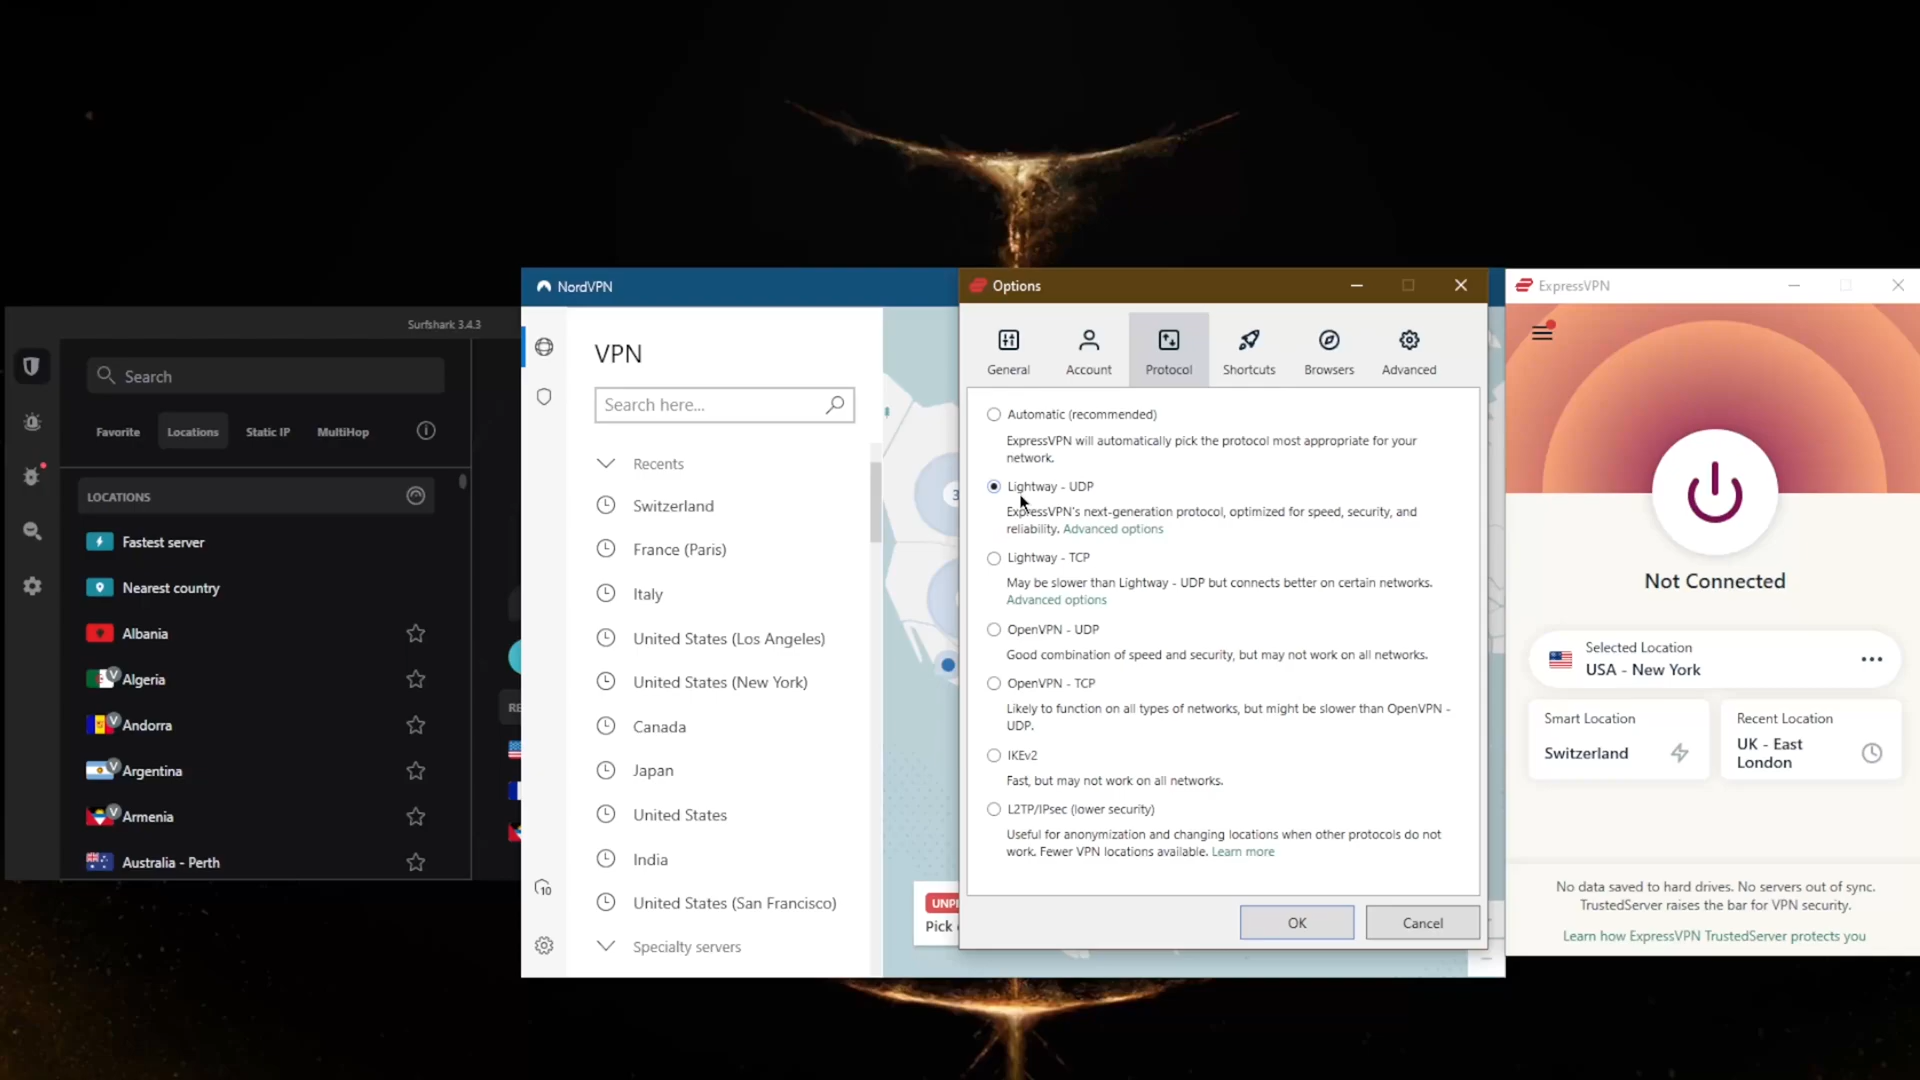 Surfshark 3.4.3
Search
Favorite
Locations
Static IP
MultiHop
LOCATIONS
Fastest server
Nearest country
Albania
V
Algeria
V
Andorra
V
Argentina
V
Armenia
Australia - Perth
RE
NordVPN
VPN
Search here...
Recents
Switzerland
France (Paris)
Italy
United States (Los Angeles)
United States (New York)
Canada
Japan
United States
India
United States (San Francisco)
Specialty servers
10
3
UNP
Pick
Options
General
Account
Protocol
Shortcuts
Browsers
Advanced
Automatic (recommended)
ExpressVPN will automatically pick the protocol most appropriate for your
network.
Lightway - UDP
ExpressVPN's next-generation protocol, optimized for speed, security, and
reliability. Advanced options
Lightway - TCP
May be slower than Lightway - UDP but connects better on certain networks.
Advanced options
OpenVPN - UDP
Good combination of speed and security, but may not work on all networks.
OpenVPN - TCP
Likely to function on all types of networks, but might be slower than OpenVPN -
UDP.
IKEv2
Fast, but may not work on all networks.
L2TP/IPsec (lower security)
Useful for anonymization and changing locations when other protocols do not
work. Fewer VPN locations available. Learn more
OK
Cancel
ExpressVPN
Not Connected
Selected Location
USA - New York
Smart Location
Switzerland
Recent Location
UK - East
London
No data saved to hard drives. No servers out of sync.
TrustedServer raises the bar for VPN security.
Learn how ExpressVPN TrustedServer protects you